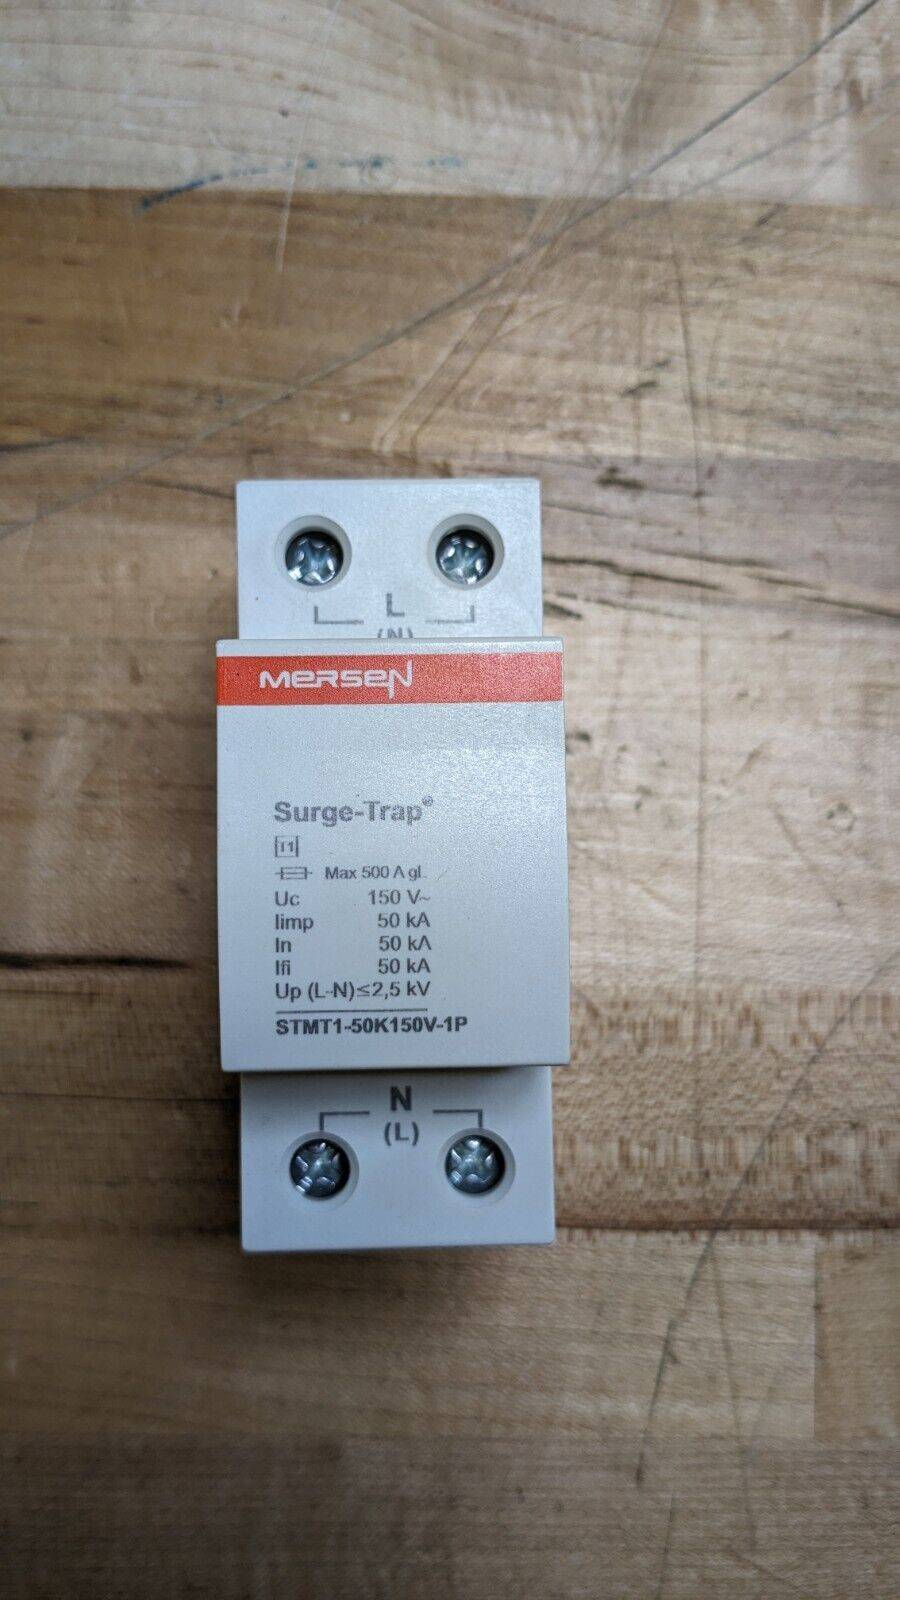 L
(N)
MERSEN
Surge-Trap®
T1
Max 500 A gL
Uc 150 V~
Iimp 50 kA
In 50 kA
Ifi 50 kA
Up (L-N)≤2,5 kV
STMT1-50K150V-1P
N
(L)